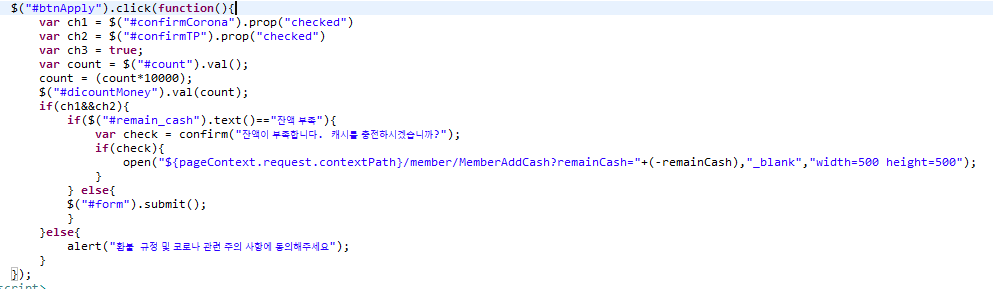 $("#btnApply").click(function(){
var ch1 = $("#confirmCorona").prop("checked")
var ch2 = $("#confirmTP").prop("checked")
var ch3 = true;
var count = $("#count").val();
count = (count*10000);
$("#dicountMoney").val(count);
if(ch1&&ch2){
if($("#remain_cash").text()=="잔액 부족"){
var check = confirm("잔액이 부족합니다. 캐시를 충전하시겠습니까?");
if(check){
open("${pageContext.request.contextPath}/member/MemberAddCash?remainCash="+(-remainCash),"_blank","width=500 height=500");
}
} else{
$("#form").submit();
}
}else{
alert("환불 규정 및 코로나 관련 주의 사항에 동의해주세요");
}
});
script>